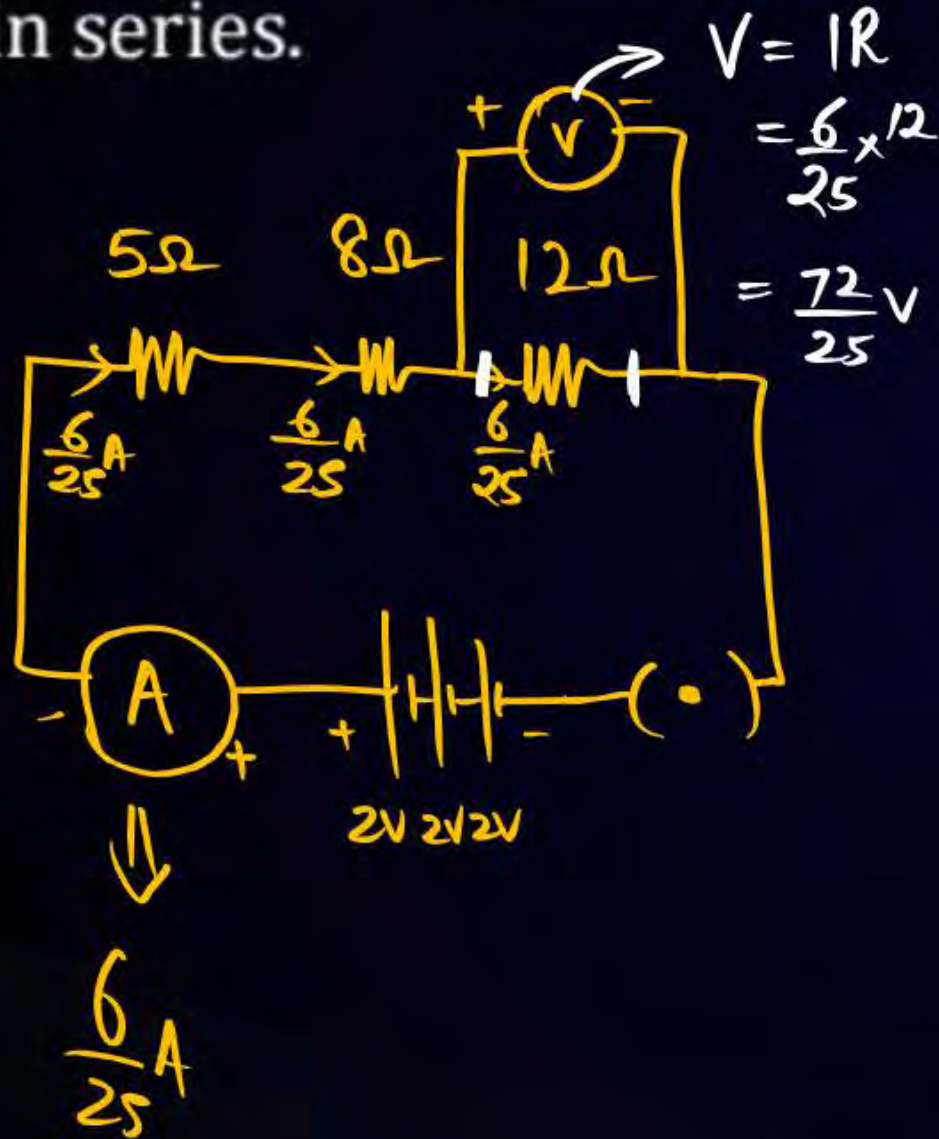 in series.
V = IR
= 6/25 x 12
= 72/25 V
+ V -
5Ω 8Ω 12Ω
6/25 A 6/25 A 6/25 A
- A + + - ( • )
2V 2V 2V
⇓
6/25 A